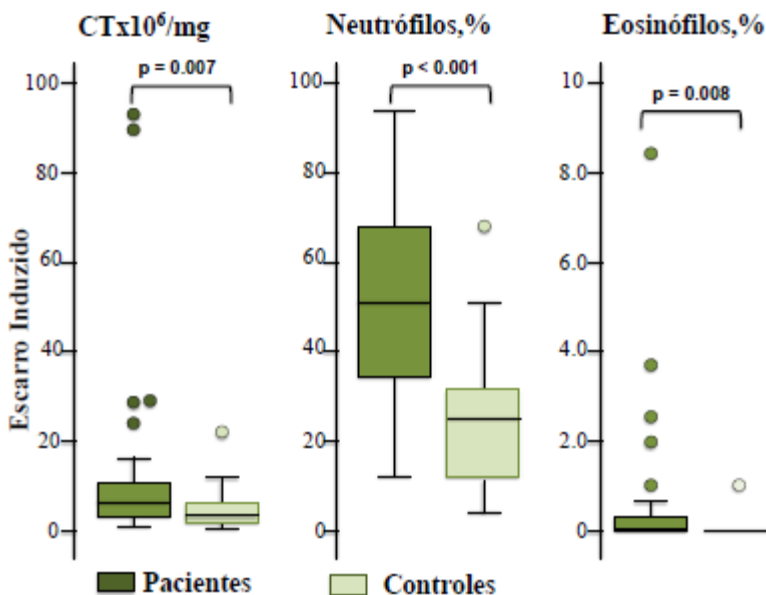 CTx10⁶/mg
Neutrófilos,%
Eosinófilos,%
p = 0.007
p < 0.001
p = 0.008
Escarro Induzido
100
80
60
40
20
0
100
80
60
40
20
0
10
8.0
6.0
4.0
2.0
0
Pacientes
Controles